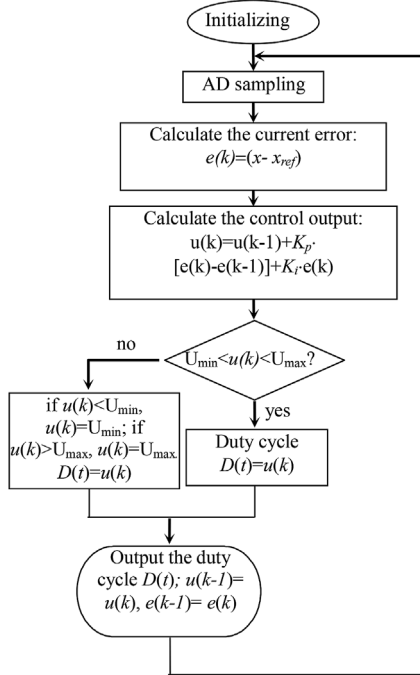 Initializing
AD sampling
Calculate the current error:
e(k)=(x- xref)
Calculate the control output:
u(k)=u(k-1)+Kp·
[e(k)-e(k-1)]+Ki·e(k)
Umin<u(k)<Umax?
no
yes
if u(k)<Umin,
u(k)=Umin; if
u(k)>Umax, u(k)=Umax.
D(t)=u(k)
Duty cycle
D(t)=u(k)
Output the duty
cycle D(t); u(k-1)=
u(k), e(k-1)= e(k)